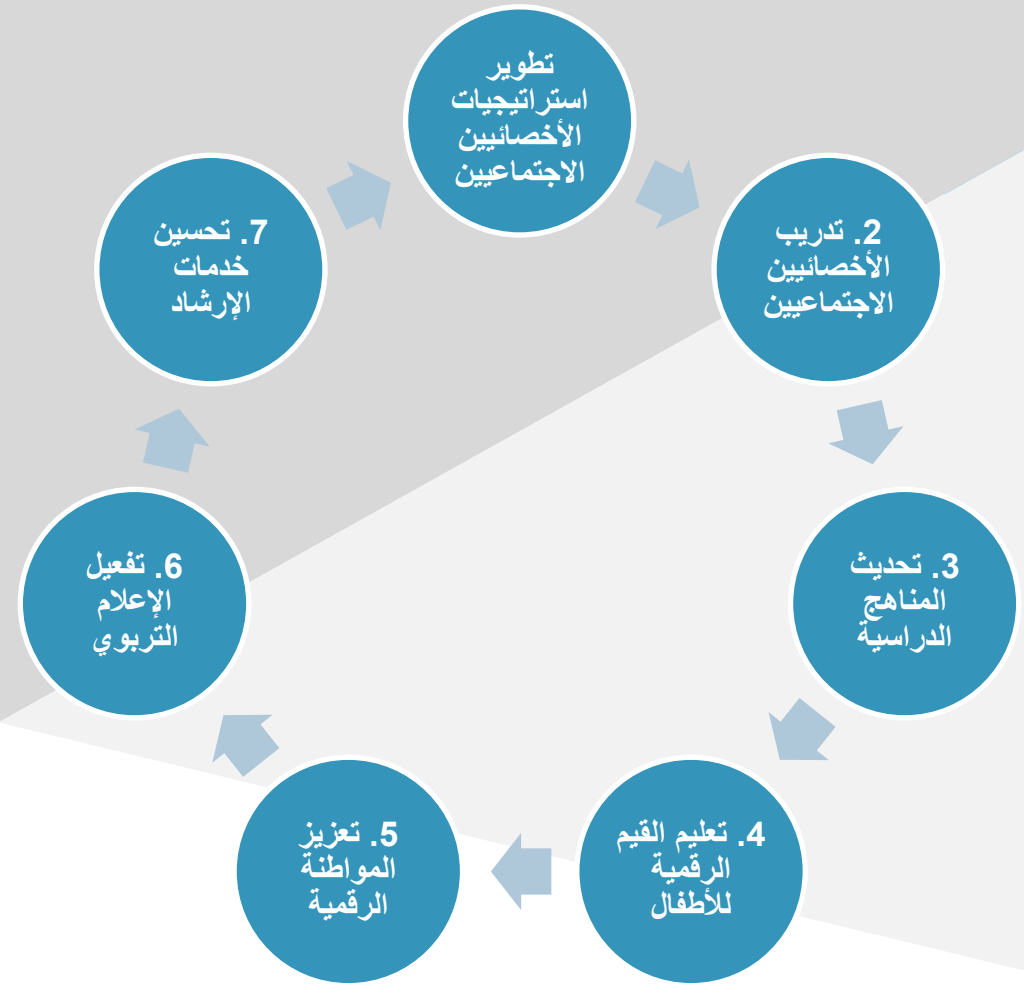 تطوير
استراتيجيات
الأخصائيين
الاجتماعيين
2. تدريب
الأخصائيين
الاجتماعيين
3. تحديث
المناهج
الدراسية
4. تعليم القيم
الرقمية
للأطفال
5. تعزيز
المواطنة
الرقمية
6. تفعيل
الإعلام
التربوي
7. تحسين
خدمات
الإرشاد